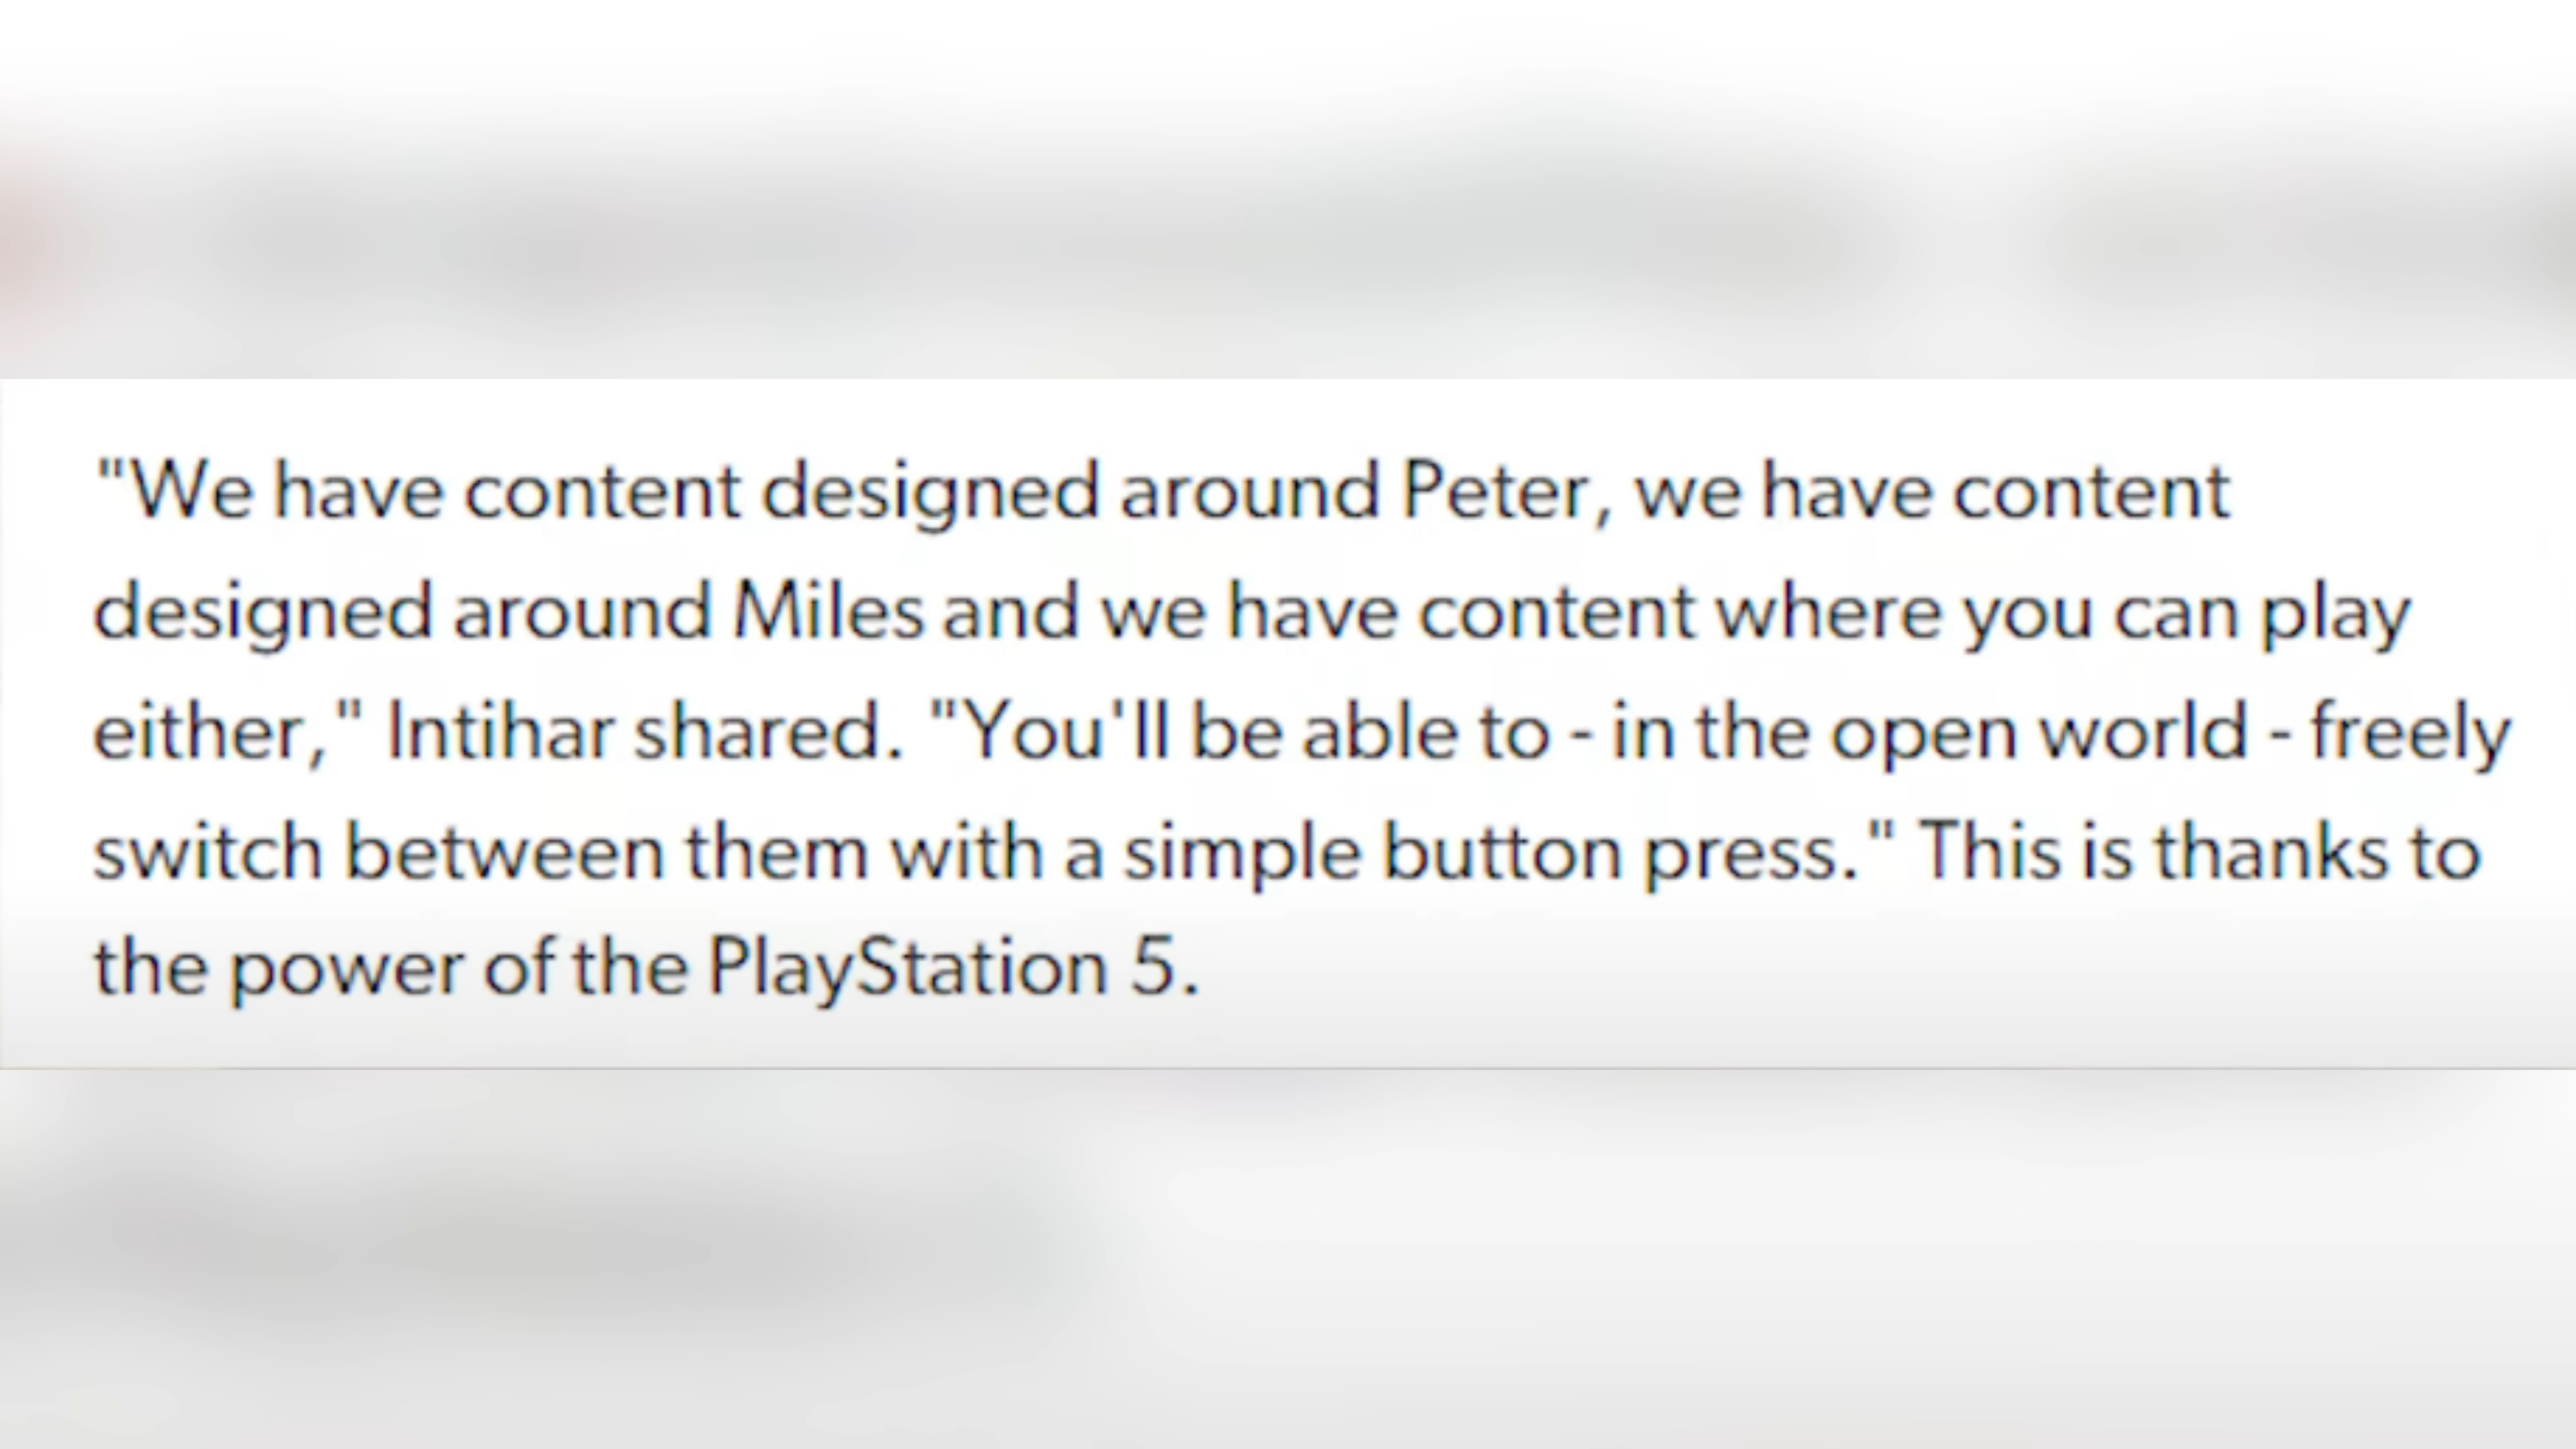 "We have content designed around Peter, we have content
designed around Miles and we have content where you can play
either," Intihar shared. "You'll be able to - in the open world - freely
switch between them with a simple button press." This is thanks to
the power of the PlayStation 5.